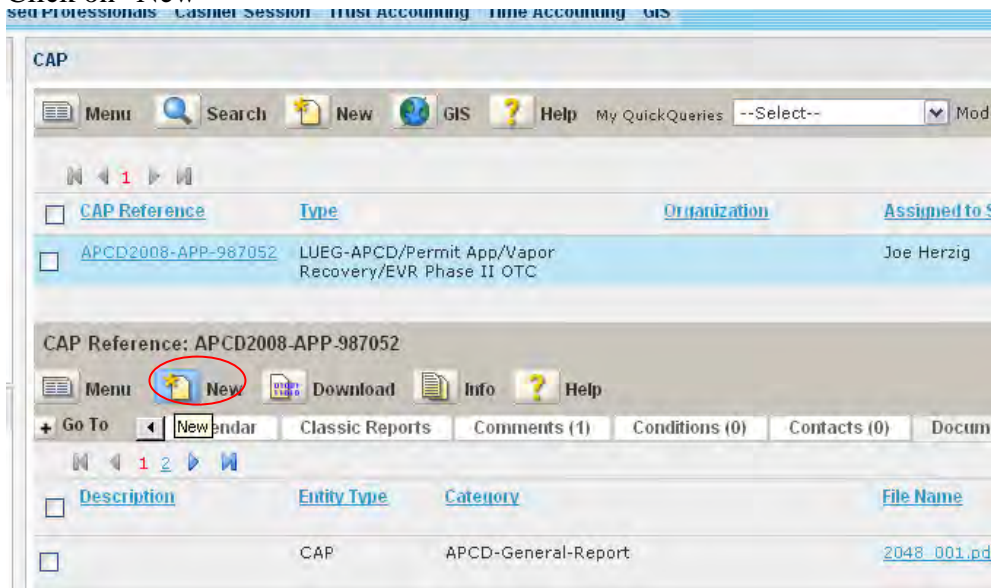 Click on "New"
sed Professionals Cashier Session Trust Accounting Time Accounting GIS
CAP
Menu Search New GIS Help My QuickQueries --Select-- Mod
1
CAP Reference Type Organization Assigned to S
APCD2008-APP-987052 LUEG-APCD/Permit App/Vapor Joe Herzig
Recovery/EVR Phase II OTC
CAP Reference: APCD2008-APP-987052
Menu New Download Info Help
+ Go To New endar Classic Reports Comments (1) Conditions (0) Contacts (0) Docum
1 2
Description Entity Type Category File Name
CAP APCD-General-Report 2048_001.pd